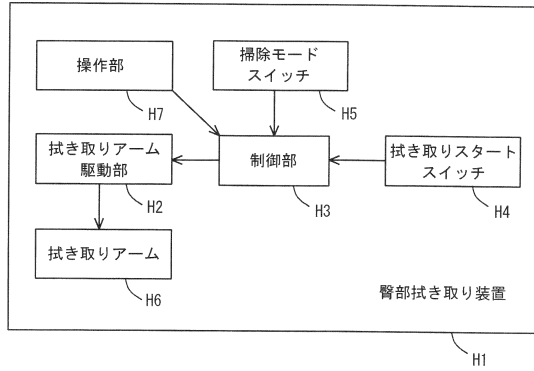 操作部
H7
掃除モード
スイッチ
H5
拭き取りアーム
駆動部
H2
制御部
H3
拭き取りスタート
スイッチ
H4
拭き取りアーム
H6
臀部拭き取り装置
H1